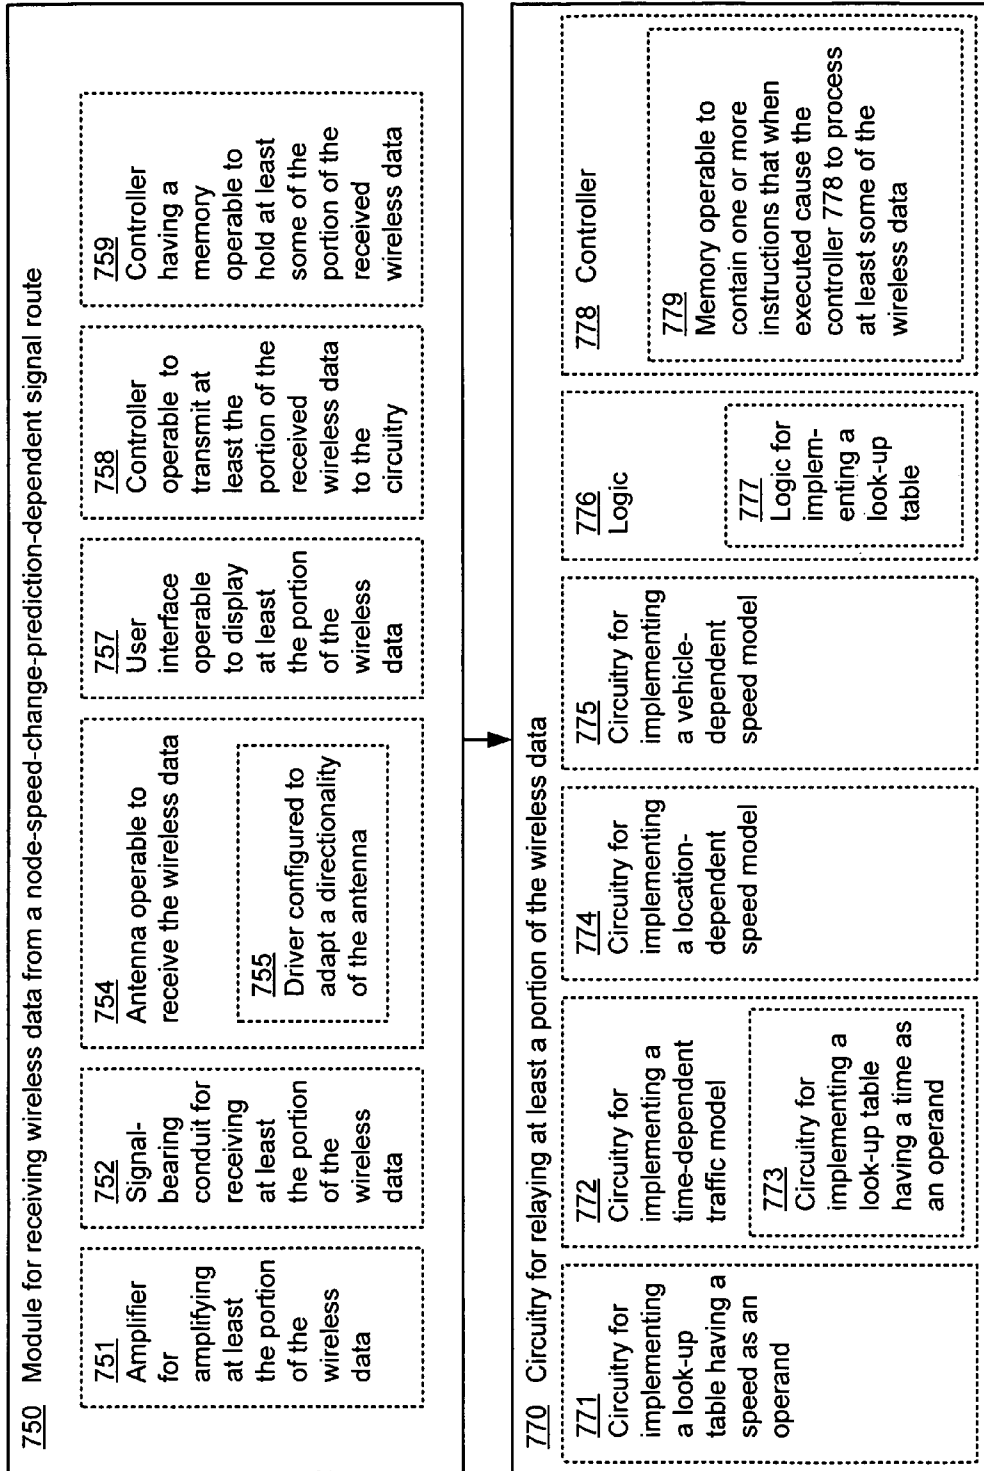 750 Module for receiving wireless data from a node-speed-change-prediction-dependent signal route
751
Amplifier
for
amplifying
at least
the portion
of the
wireless
data
752
Signal-
bearing
conduit for
receiving
at least
the portion
of the
wireless
data
754
Antenna operable to
receive the wireless data
755
Driver configured to
adapt a directionality
of the antenna
757
User
interface
operable
to display
at least
the portion
of the
wireless
data
758
Controller
operable to
transmit at
least the
portion of the
received
wireless data
to the
circuitry
759
Controller
having a
memory
operable to
hold at least
some of the
portion of the
received
wireless data
770 Circuitry for relaying at least a portion of the wireless data
771
Circuitry for
implementing
a look-up
table having a
speed as an
operand
772
Circuitry for
implementing a
time-dependent
traffic model
773
Circuitry for
implementing a
look-up table
having a time as
an operand
774
Circuitry for
implementing
a location-
dependent
speed model
775
Circuitry for
implementing
a vehicle-
dependent
speed model
776
Logic
777
Logic for
implem-
enting a
look-up
table
778 Controller
779
Memory operable to
contain one or more
instructions that when
executed cause the
controller 778 to process
at least some of the
wireless data